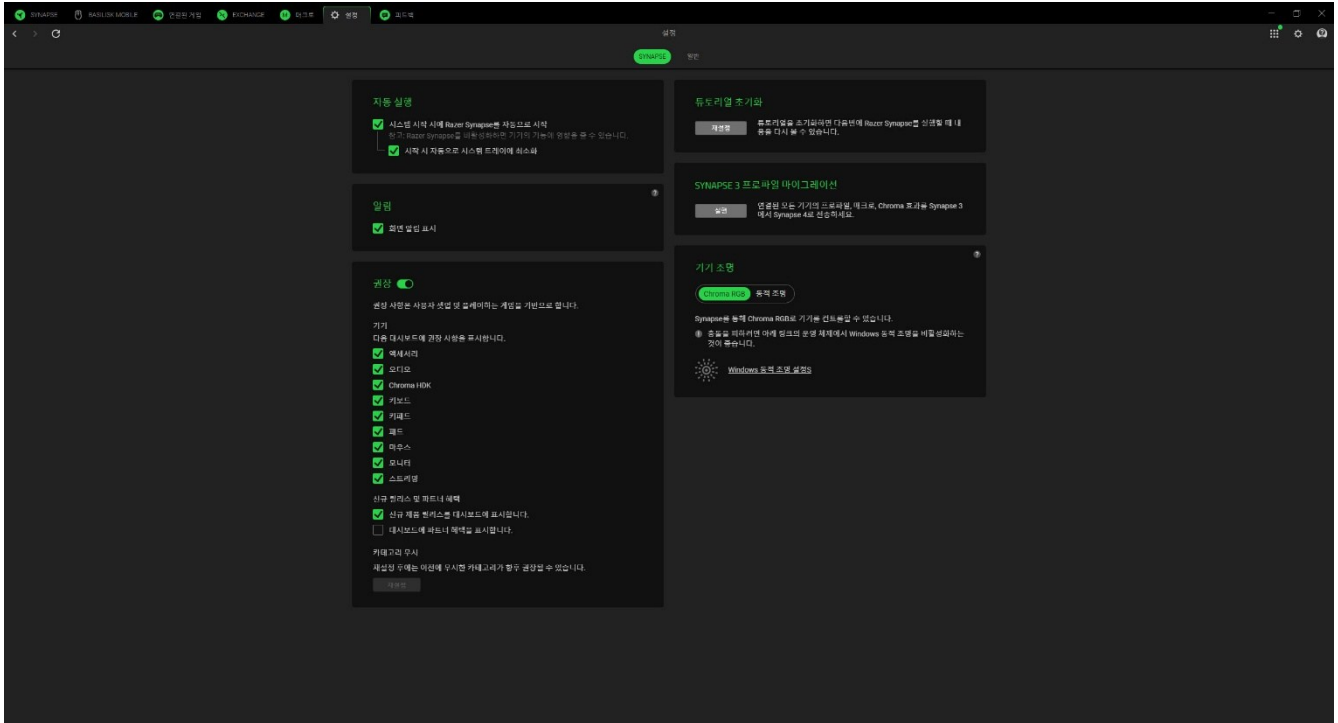 SYNAPSE BASILISK MOBILE 연결된 게임 EXCHANGE 매크로 설정 피드백
설정
SYNAPSE 일반
자동 실행
시스템 시작 시에 Razer Synapse를 자동으로 시작
참고: Razer Synapse를 비활성화하면 기기의 기능에 영향을 줄 수 있습니다.
시작 시 자동으로 시스템 트레이에 최소화
알림
화면 알림 표시
권장
권장 사항은 사용자 셋업 및 플레이하는 게임을 기반으로 합니다.
기기
다음 대시보드에 권장 사항을 표시합니다.
액세서리
오디오
Chroma HDK
키보드
키패드
패드
마우스
모니터
스트리밍
신규 릴리스 및 파트너 혜택
신규 제품 릴리스를 대시보드에 표시합니다.
대시보드에 파트너 혜택을 표시합니다.
카테고리 무시
재설정 후에는 이전에 무시한 카테고리가 향후 권장될 수 있습니다.
재설정
튜토리얼 초기화
재설정
튜토리얼을 초기화하면 다음번에 Razer Synapse를 실행할 때 내
용을 다시 볼 수 있습니다.
SYNAPSE 3 프로파일 마이그레이션
실행
연결된 모든 기기의 프로파일, 매크로, Chroma 효과를 Synapse 3
에서 Synapse 4로 전송하세요.
기기 조명
Chroma RGB 동적 조명
Synapse를 통해 Chroma RGB로 기기를 컨트롤할 수 있습니다.
충돌을 피하려면 아래 링크의 운영 체제에서 Windows 동적 조명을 비활성화하는
것이 좋습니다.
Windows 동적 조명 설정S